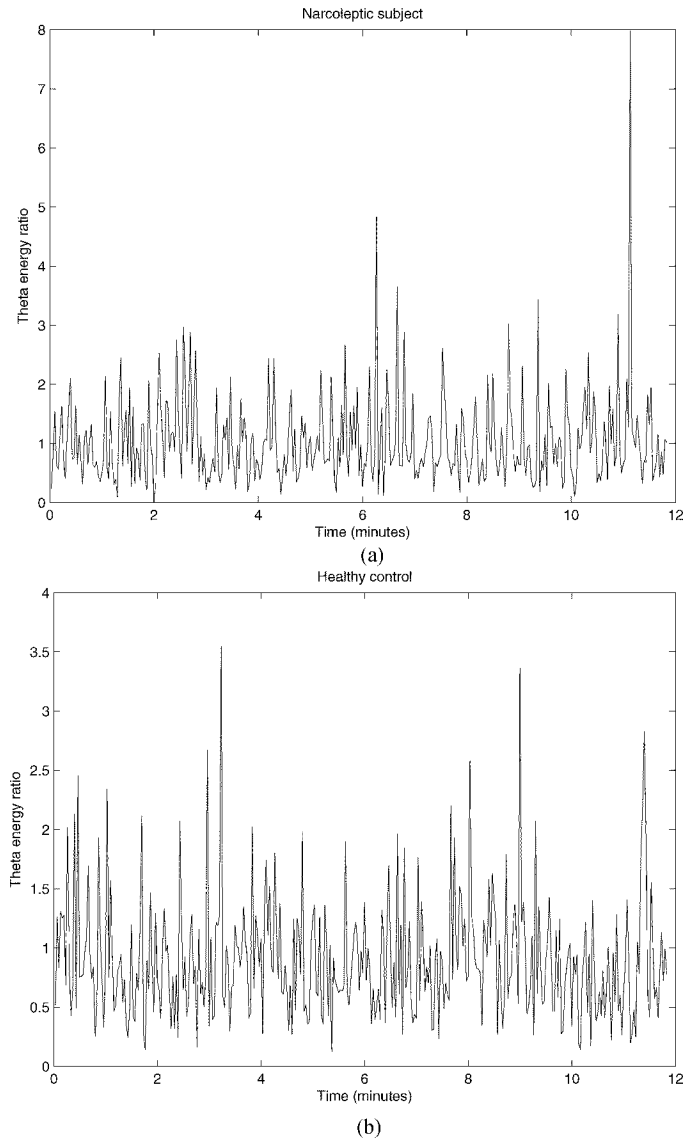 Narcoleptic subject
8
7
6
5
4
3
2
1
0
Theta energy ratio
0 2 4 6 8 10 12
Time (minutes)
(a)
Healthy control
4
3.5
3
2.5
2
1.5
1
0.5
0
Theta energy ratio
0 2 4 6 8 10 12
Time (minutes)
(b)